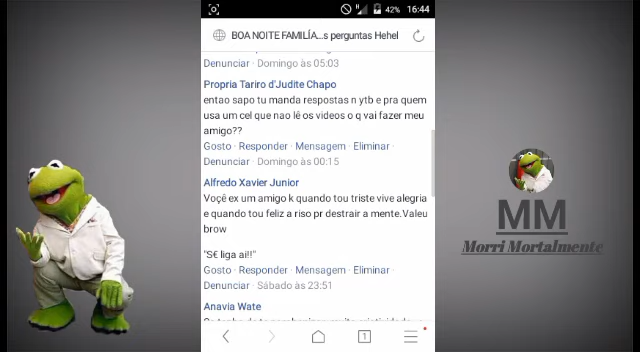 42% 16:44
BOA NOITE FAMILÍA...s perguntas Hehel
Denunciar · Domingo às 05:03
Propria Tariro d'Judite Chapo
entao sapo tu manda respostas n ytb e pra quem
usa um cel que nao lê os videos o q vai fazer meu
amigo??
Gosto · Responder · Mensagem · Eliminar ·
Denunciar · Domingo às 00:15
Alfredo Xavier Junior
Voçê ex um amigo k quando tou triste vive alegria
e quando tou feliz a riso pr destrair a mente.Valeu
brow
"S€ liga ai!!"
Gosto · Responder · Mensagem · Eliminar ·
Denunciar · Sábado às 23:51
Anavia Wate
1
MM
Morri Mortalmente